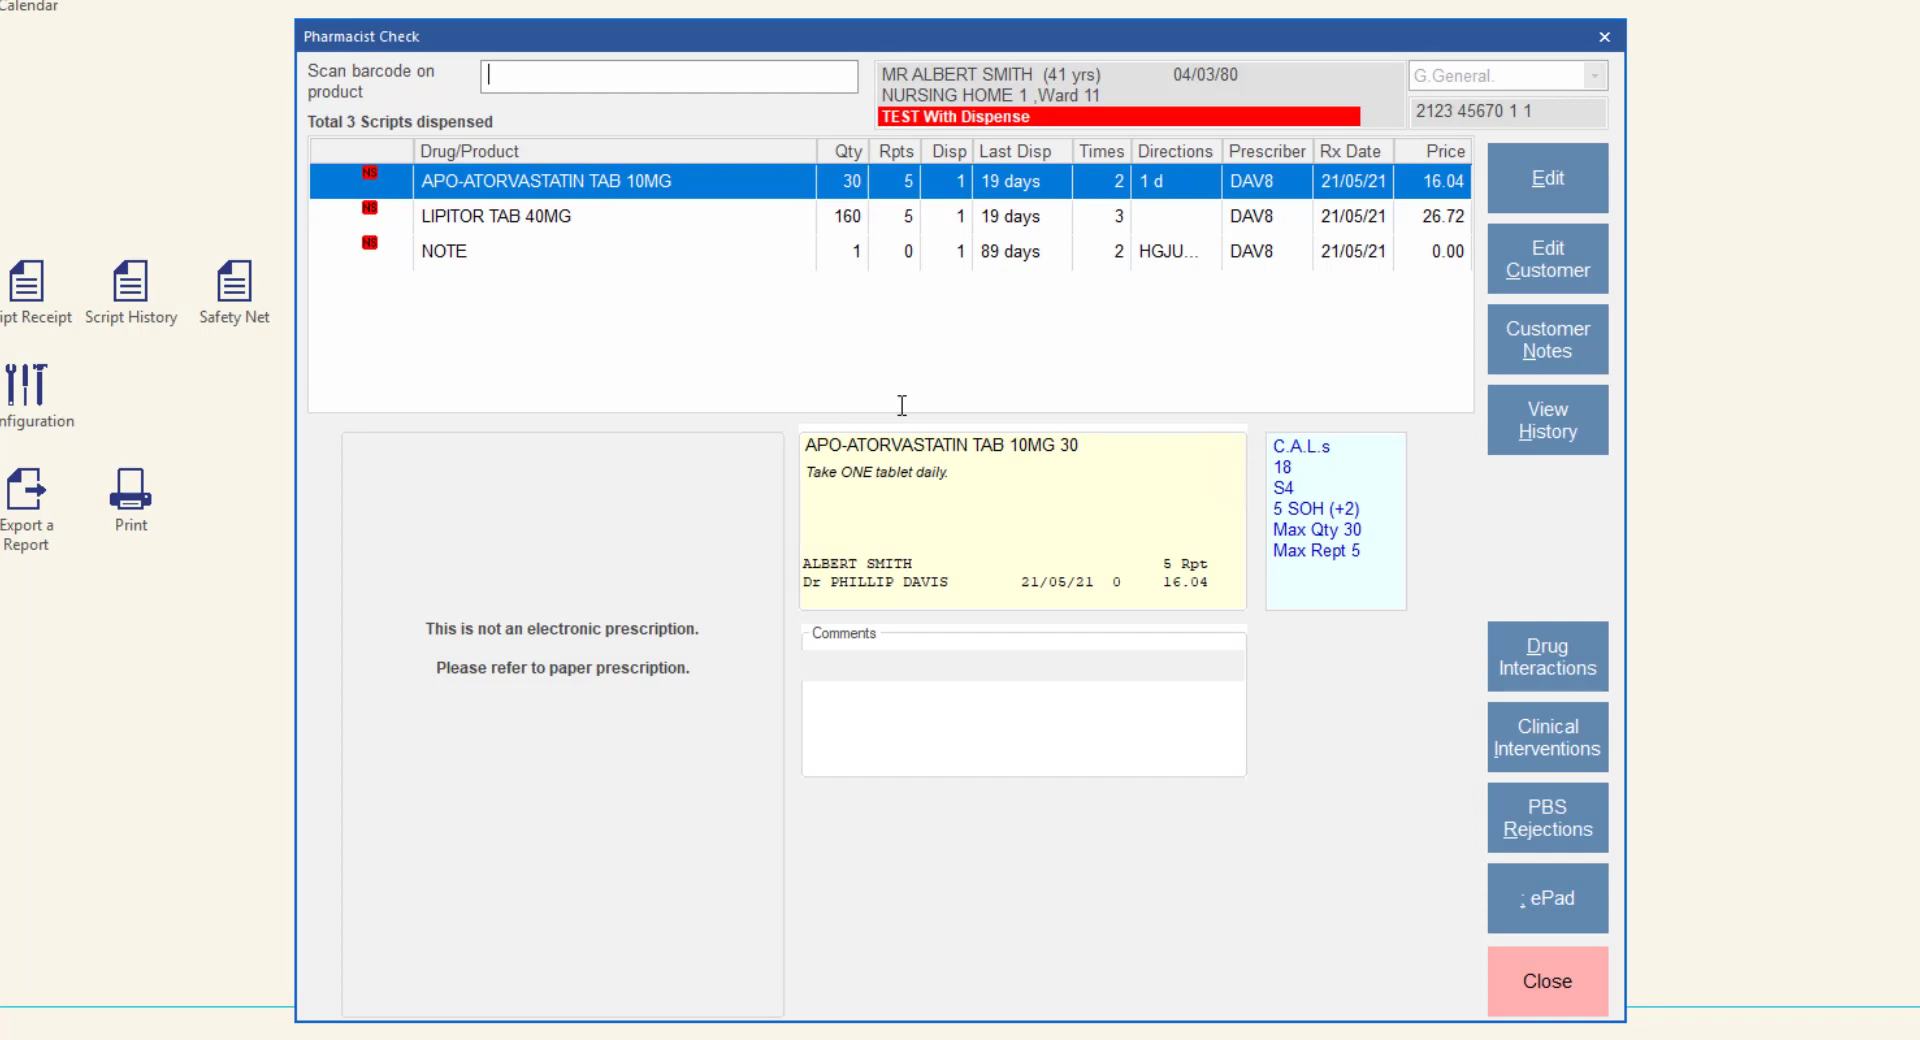 Calendar
Pharmacist Check
Scan barcode on
product
MR ALBERT SMITH (41 yrs) 04/03/80
G.General.
NURSING HOME 1 ,Ward 11
TEST With Dispense
2123 45670 1 1
Total 3 Scripts dispensed
Drug/Product Qty Rpts Disp Last Disp Times Directions Prescriber Rx Date Price
NS APO-ATORVASTATIN TAB 10MG 30 5 1 19 days 2 1 d DAV8 21/05/21 16.04
NS LIPITOR TAB 40MG 160 5 1 19 days 3 DAV8 21/05/21 26.72
NS NOTE 1 0 1 89 days 2 HGJU... DAV8 21/05/21 0.00
Edit
Edit
Customer
Customer
Notes
View
History
ipt Receipt Script History Safety Net
nfiguration
Export a
Report
Print
This is not an electronic prescription.
Please refer to paper prescription.
APO-ATORVASTATIN TAB 10MG 30
Take ONE tablet daily.
ALBERT SMITH 5 Rpt
Dr PHILLIP DAVIS 21/05/21 0 16.04
C.A.L.s
18
S4
5 SOH (+2)
Max Qty 30
Max Rept 5
Comments
Drug
Interactions
Clinical
Interventions
PBS
Rejections
; ePad
Close